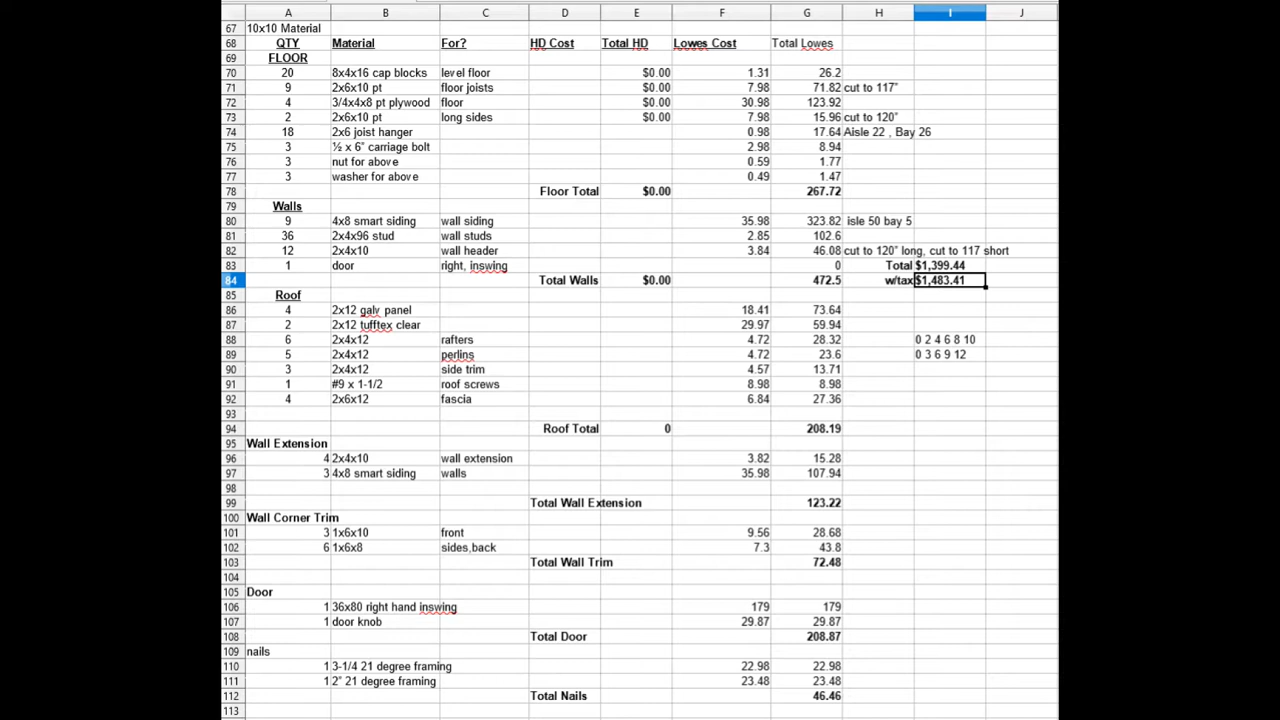 A B C D E F G H I J
67 10x10 Material
68 QTY Material For? HD Cost Total HD Lowes Cost Total Lowes
69 FLOOR
70 20 8x4x16 cap blocks level floor $0.00 1.31 26.2
71 9 2x6x10 pt floor joists $0.00 7.98 71.82 cut to 117"
72 4 3/4x4x8 pt plywood floor $0.00 30.98 123.92
73 2 2x6x10 pt long sides $0.00 7.98 15.96 cut to 120"
74 18 2x6 joist hanger 0.98 17.64 Aisle 22 , Bay 26
75 3 ½ x 6" carriage bolt 2.98 8.94
76 3 nut for above 0.59 1.77
77 3 washer for above 0.49 1.47
78 Floor Total $0.00 267.72
79 Walls
80 9 4x8 smart siding wall siding 35.98 323.82 isle 50 bay 5
81 36 2x4x96 stud wall studs 2.85 102.6
82 12 2x4x10 wall header 3.84 46.08 cut to 120" long, cut to 117 short
83 1 door right, inswing 0 Total $1,399.44
84 Total Walls $0.00 472.5 w/tax $1,483.41
85 Roof
86 4 2x12 galv panel 18.41 73.64
87 2 2x12 tufftex clear 29.97 59.94
88 6 2x4x12 rafters 4.72 28.32 0 2 4 6 8 10
89 5 2x4x12 perlins 4.72 23.6 0 3 6 9 12
90 3 2x4x12 side trim 4.57 13.71
91 1 #9 x 1-1/2 roof screws 8.98 8.98
92 4 2x6x12 fascia 6.84 27.36
93
94 Roof Total 0 208.19
95 Wall Extension
96 4 2x4x10 wall extension 3.82 15.28
97 3 4x8 smart siding walls 35.98 107.94
98
99 Total Wall Extension 123.22
100 Wall Corner Trim
101 3 1x6x10 front 9.56 28.68
102 6 1x6x8 sides,back 7.3 43.8
103 Total Wall Trim 72.48
104
105 Door
106 1 36x80 right hand inswing 179 179
107 1 door knob 29.87 29.87
108 Total Door 208.87
109 nails
110 1 3-1/4 21 degree framing 22.98 22.98
111 1 2" 21 degree framing 23.48 23.48
112 Total Nails 46.46
113